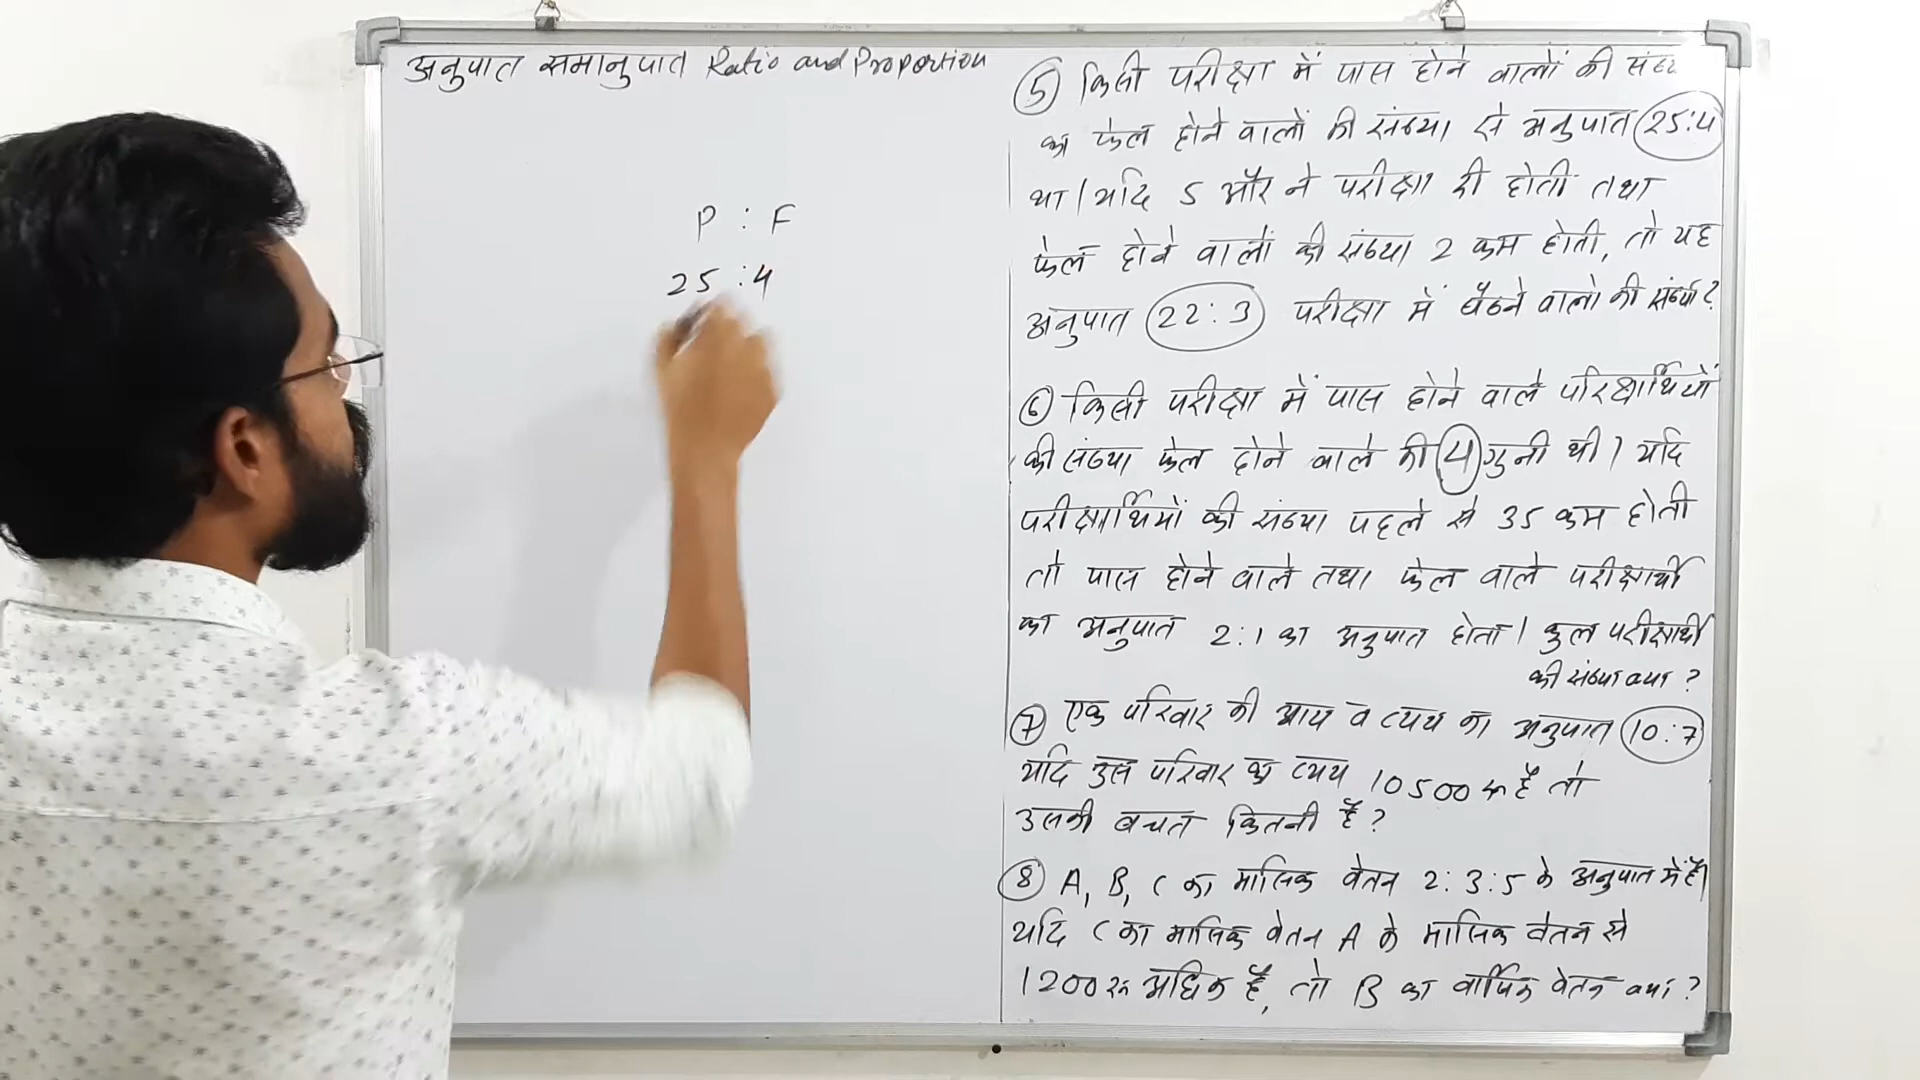 अनुपात समानुपात Ratio and Proportion
P : F
25 : 4
⑤ किसी परीक्षा में पास होने वालों की
का फेल होने वालों की संख्या से अनुपात 25:4
था। यदि 5 और ने परीक्षा दी होती तथा
फेल होने वालों की संख्या 2 कम होती, तो यह
अनुपात 22:3 परीक्षा में बैठने वालो की संख्या?
⑥ किसी परीक्षा में पास होने वाले परिक्षार्थियों
की संख्या फेल होने वाले की 4 गुनी थी। यदि
परीक्षार्थियों की संख्या पहले से 35 कम होती
तो पास होने वाले तथा फेल वाले परीक्षार्थी
का अनुपात 2:1 का अनुपात होता। कुल परीक्षार्थी
की संख्या क्या ?
⑦ एक परिवार की आय व व्यय का अनुपात 10:7
यदि उस परिवार का व्यय 10500 रू है तो
उसकी बचत कितनी है ?
⑧ A, B, C का मासिक वेतन 2:3:5 के अनुपात में है।
यदि C का मासिक वेतन A के मासिक वेतन से
1200 रू अधिक है, तो B का वार्षिक वेतन क्या ?